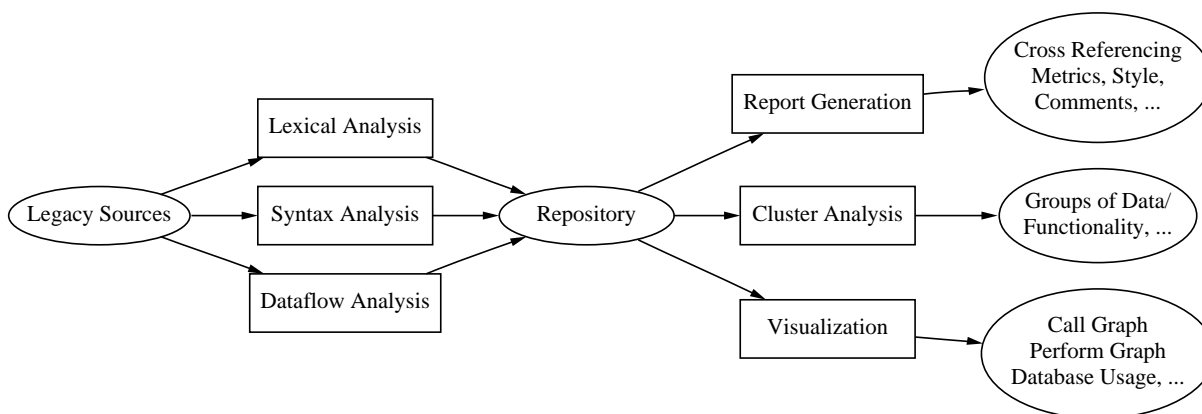 Legacy Sources
Lexical Analysis
Syntax Analysis
Dataflow Analysis
Repository
Report Generation
Cluster Analysis
Visualization
Cross Referencing
Metrics, Style,
Comments, ...
Groups of Data/
Functionality, ...
Call Graph
Perform Graph
Database Usage, ...